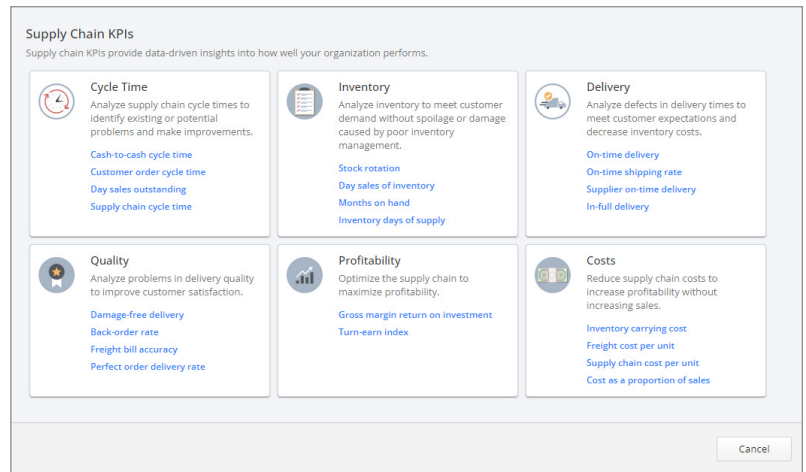 Supply Chain KPIs
Supply chain KPIs provide data-driven insights into how well your organization performs.
Cycle Time
Analyze supply chain cycle times to
identify existing or potential
problems and make improvements.
Cash-to-cash cycle time
Customer order cycle time
Day sales outstanding
Supply chain cycle time
Inventory
Analyze inventory to meet customer
demand without spoilage or damage
caused by poor inventory
management.
Stock rotation
Day sales of inventory
Months on hand
Inventory days of supply
Delivery
Analyze defects in delivery times to
meet customer expectations and
decrease inventory costs.
On-time delivery
On-time shipping rate
Supplier on-time delivery
In-full delivery
Quality
Analyze problems in delivery quality
to improve customer satisfaction.
Damage-free delivery
Back-order rate
Freight bill accuracy
Perfect order delivery rate
Profitability
Optimize the supply chain to
maximize profitability.
Gross margin return on investment
Turn-earn index
Costs
Reduce supply chain costs to
increase profitability without
increasing sales.
Inventory carrying cost
Freight cost per unit
Supply chain cost per unit
Cost as a proportion of sales
Cancel